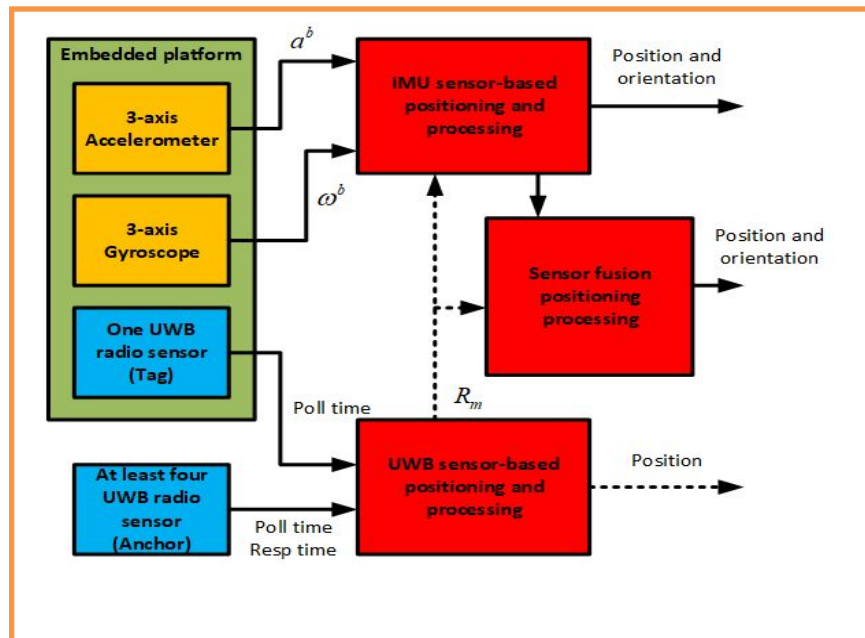 Embedded platform
3-axis
Accelerometer
3-axis
Gyroscope
One UWB
radio sensor
(Tag)
At least four
UWB radio
sensor
(Anchor)
a^b
ω^b
Poll time
Poll time
Resp time
IMU sensor-based
positioning and
processing
Position and
orientation
Sensor fusion
positioning
processing
Position and
orientation
R_m
UWB sensor-based
positioning and
processing
Position